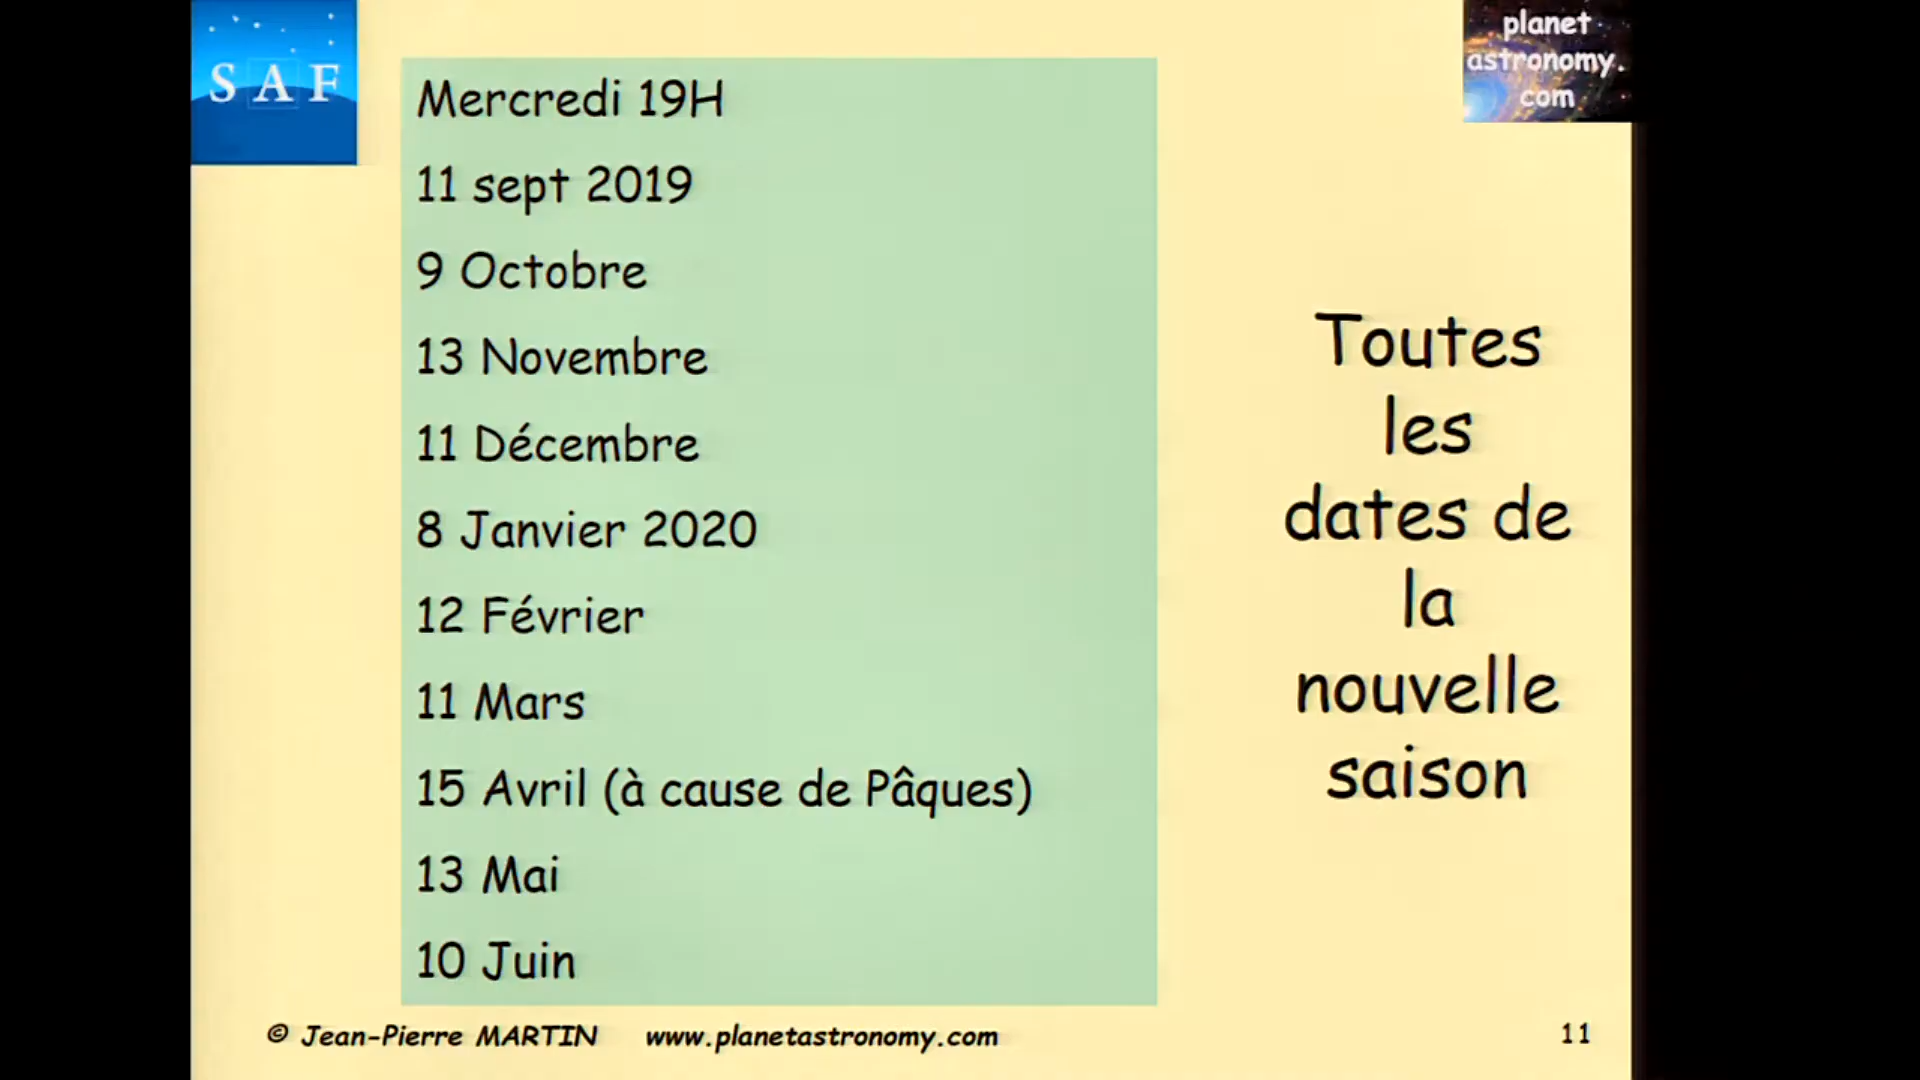 SAF
planet
astronomy.
com
Mercredi 19H
11 sept 2019
9 Octobre
13 Novembre
11 Décembre
8 Janvier 2020
12 Février
11 Mars
15 Avril (à cause de Pâques)
13 Mai
10 Juin
Toutes
les
dates de
la
nouvelle
saison
© Jean-Pierre MARTIN www.planetastronomy.com
11